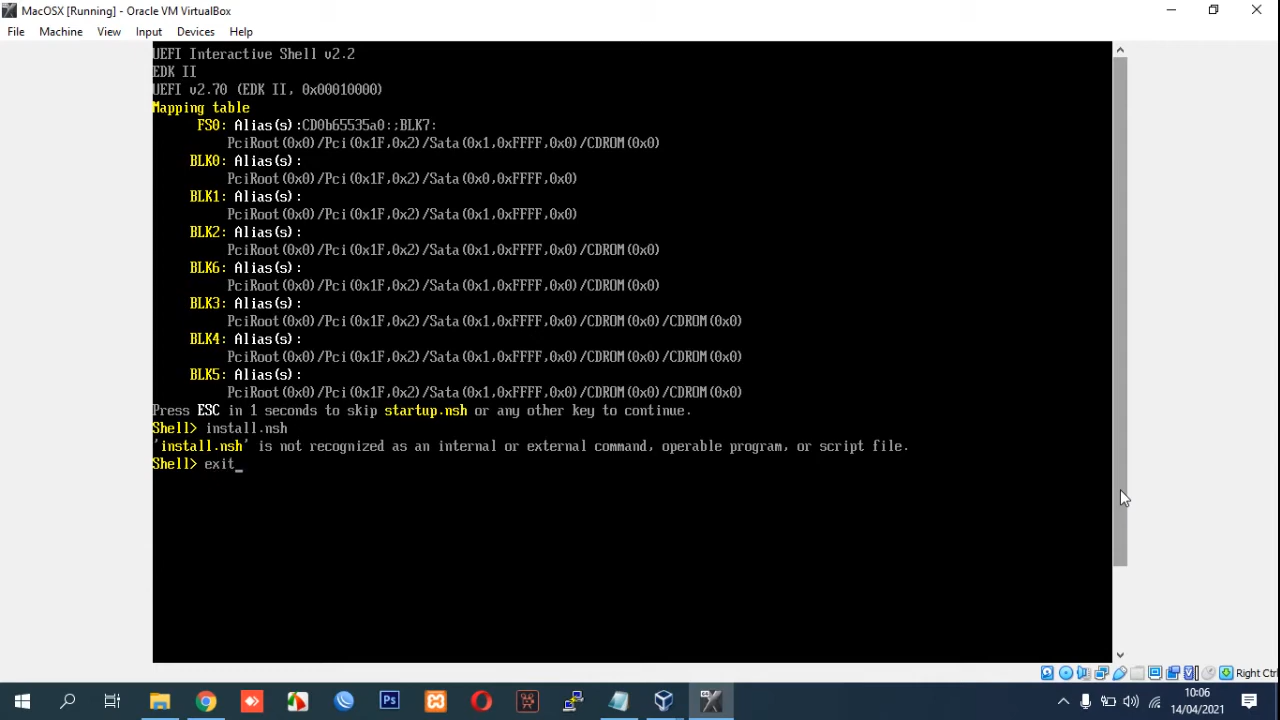 MacOSX [Running] - Oracle VM VirtualBox
File Machine View Input Devices Help
UEFI Interactive Shell v2.2
EDK II
UEFI v2.70 (EDK II, 0x00010000)
Mapping table
FS0: Alias(s):CD0b65535a0:;BLK7:
PciRoot(0x0)/Pci(0x1F,0x2)/Sata(0x1,0xFFFF,0x0)/CDROM(0x0)
BLK0: Alias(s):
PciRoot(0x0)/Pci(0x1F,0x2)/Sata(0x0,0xFFFF,0x0)
BLK1: Alias(s):
PciRoot(0x0)/Pci(0x1F,0x2)/Sata(0x1,0xFFFF,0x0)
BLK2: Alias(s):
PciRoot(0x0)/Pci(0x1F,0x2)/Sata(0x1,0xFFFF,0x0)/CDROM(0x0)
BLK6: Alias(s):
PciRoot(0x0)/Pci(0x1F,0x2)/Sata(0x1,0xFFFF,0x0)/CDROM(0x0)
BLK3: Alias(s):
PciRoot(0x0)/Pci(0x1F,0x2)/Sata(0x1,0xFFFF,0x0)/CDROM(0x0)/CDROM(0x0)
BLK4: Alias(s):
PciRoot(0x0)/Pci(0x1F,0x2)/Sata(0x1,0xFFFF,0x0)/CDROM(0x0)/CDROM(0x0)
BLK5: Alias(s):
PciRoot(0x0)/Pci(0x1F,0x2)/Sata(0x1,0xFFFF,0x0)/CDROM(0x0)/CDROM(0x0)
Press ESC in 1 seconds to skip startup.nsh or any other key to continue.
Shell> install.nsh
'install.nsh' is not recognized as an internal or external command, operable program, or script file.
Shell> exit_
Right Ctrl
Ps
10:06
14/04/2021